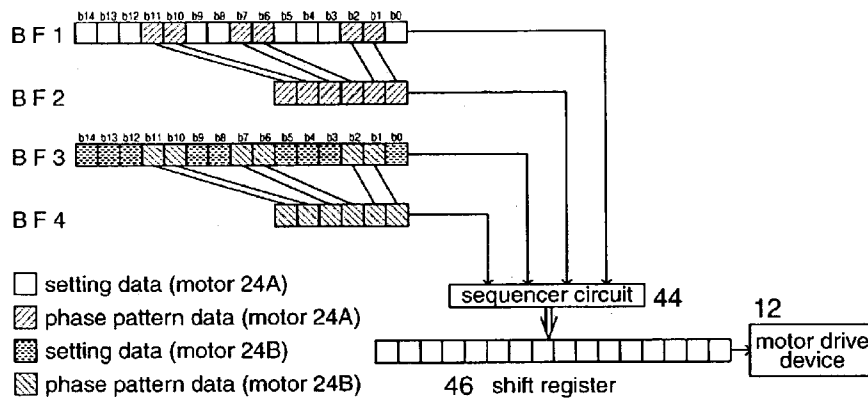 b14 b13 b12 b11 b10 b9 b8 b7 b6 b5 b4 b3 b2 b1 b0
BF1
BF2
b14 b13 b12 b11 b10 b9 b8 b7 b6 b5 b4 b3 b2 b1 b0
BF3
BF4
setting data (motor 24A)
phase pattern data (motor 24A)
setting data (motor 24B)
phase pattern data (motor 24B)
sequencer circuit 44
12
motor drive
device
46 shift register